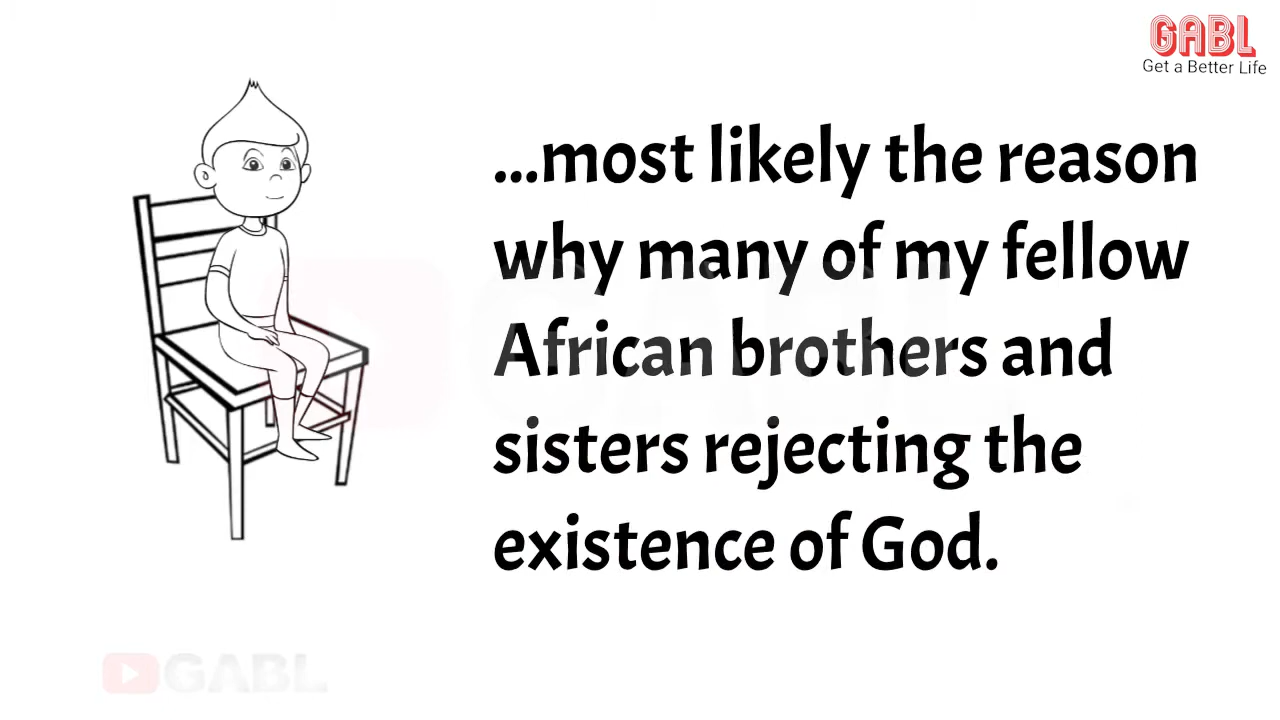 GABL
Get a Better Life
...most likely the reason
why many of my fellow
African brothers and
sisters rejecting the
existence of God.
GABL